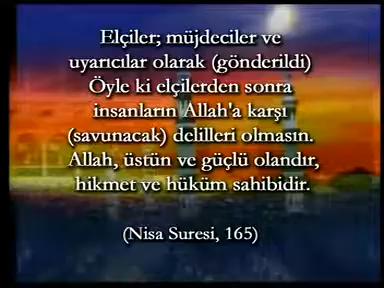 Elçiler; müjdeciler ve
uyarıcılar olarak (gönderildi)
Öyle ki elçilerden sonra
insanların Allah'a karşı
(savunacak) delilleri olmasın.
Allah, üstün ve güçlü olandır,
hikmet ve hüküm sahibidir.
(Nisa Suresi, 165)